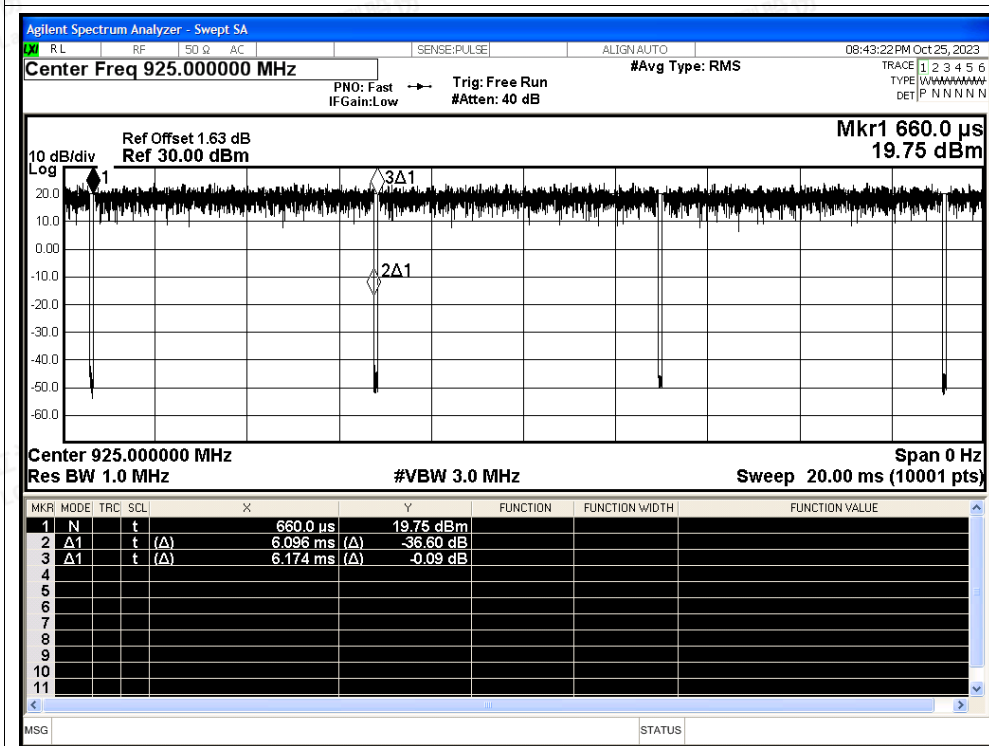 Agilent Spectrum Analyzer - Swept SA
LXI RL RF 50 Ω AC SENSE:PULSE ALIGN AUTO 08:43:22 PM Oct 25, 2023
Center Freq 925.000000 MHz #Avg Type: RMS TRACE 1 2 3 4 5 6
PNO: Fast Trig: Free Run TYPE WWWWWW
IFGain:Low #Atten: 40 dB DET P N N N N N
Mkr1 660.0 µs
Ref Offset 1.63 dB
10 dB/div Ref 30.00 dBm 19.75 dBm
Log
1 3Δ1
20.0
10.0
0.00
2Δ1
-10.0
-20.0
-30.0
-40.0
-50.0
-60.0
Center 925.000000 MHz Span 0 Hz
Res BW 1.0 MHz #VBW 3.0 MHz Sweep 20.00 ms (10001 pts)
MKR MODE TRC SCL X Y FUNCTION FUNCTION WIDTH FUNCTION VALUE
1 N t 660.0 µs 19.75 dBm
2 Δ1 t (Δ) 6.096 ms (Δ) -36.60 dB
3 Δ1 t (Δ) 6.174 ms (Δ) -0.09 dB
4
5
6
7
8
9
10
11
MSG STATUS